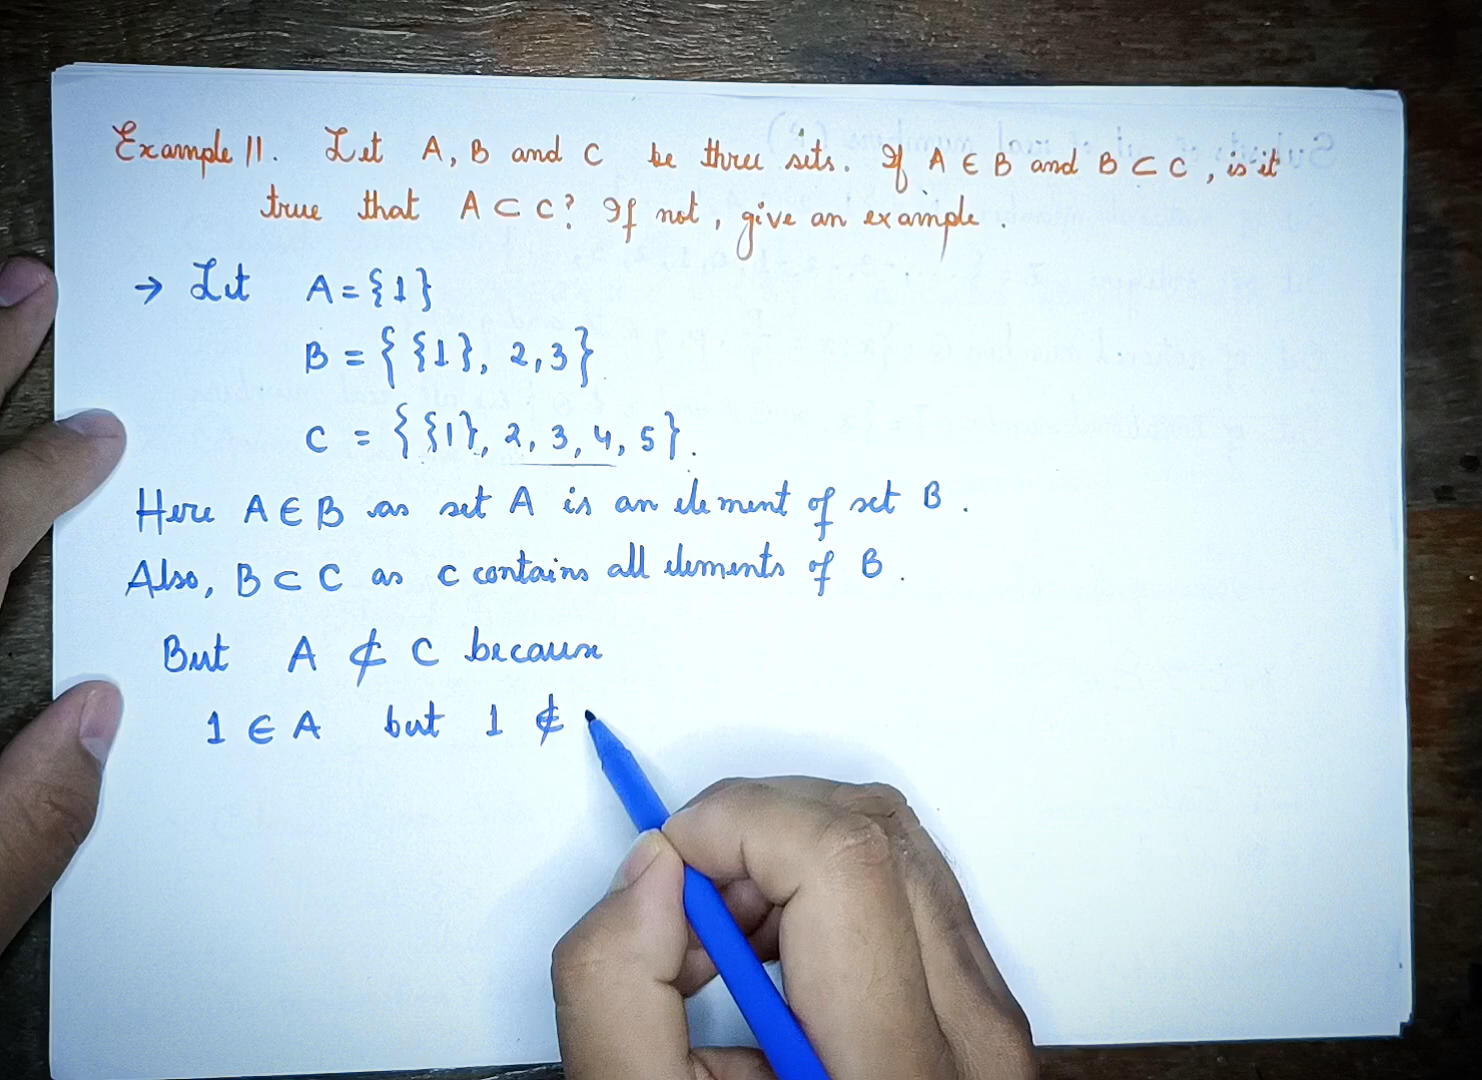 Example 11. Let A, B and C be three sets. If A ∈ B and B ⊂ C, is it
true that A ⊂ C? If not, give an example.
→ Let A = {1}
B = { {1}, 2, 3}
C = { {1}, 2, 3, 4, 5}.
Here A ∈ B as set A is an element of set B.
Also, B ⊂ C as C contains all elements of B.
But A ⊄ C because
1 ∈ A but 1 ∉